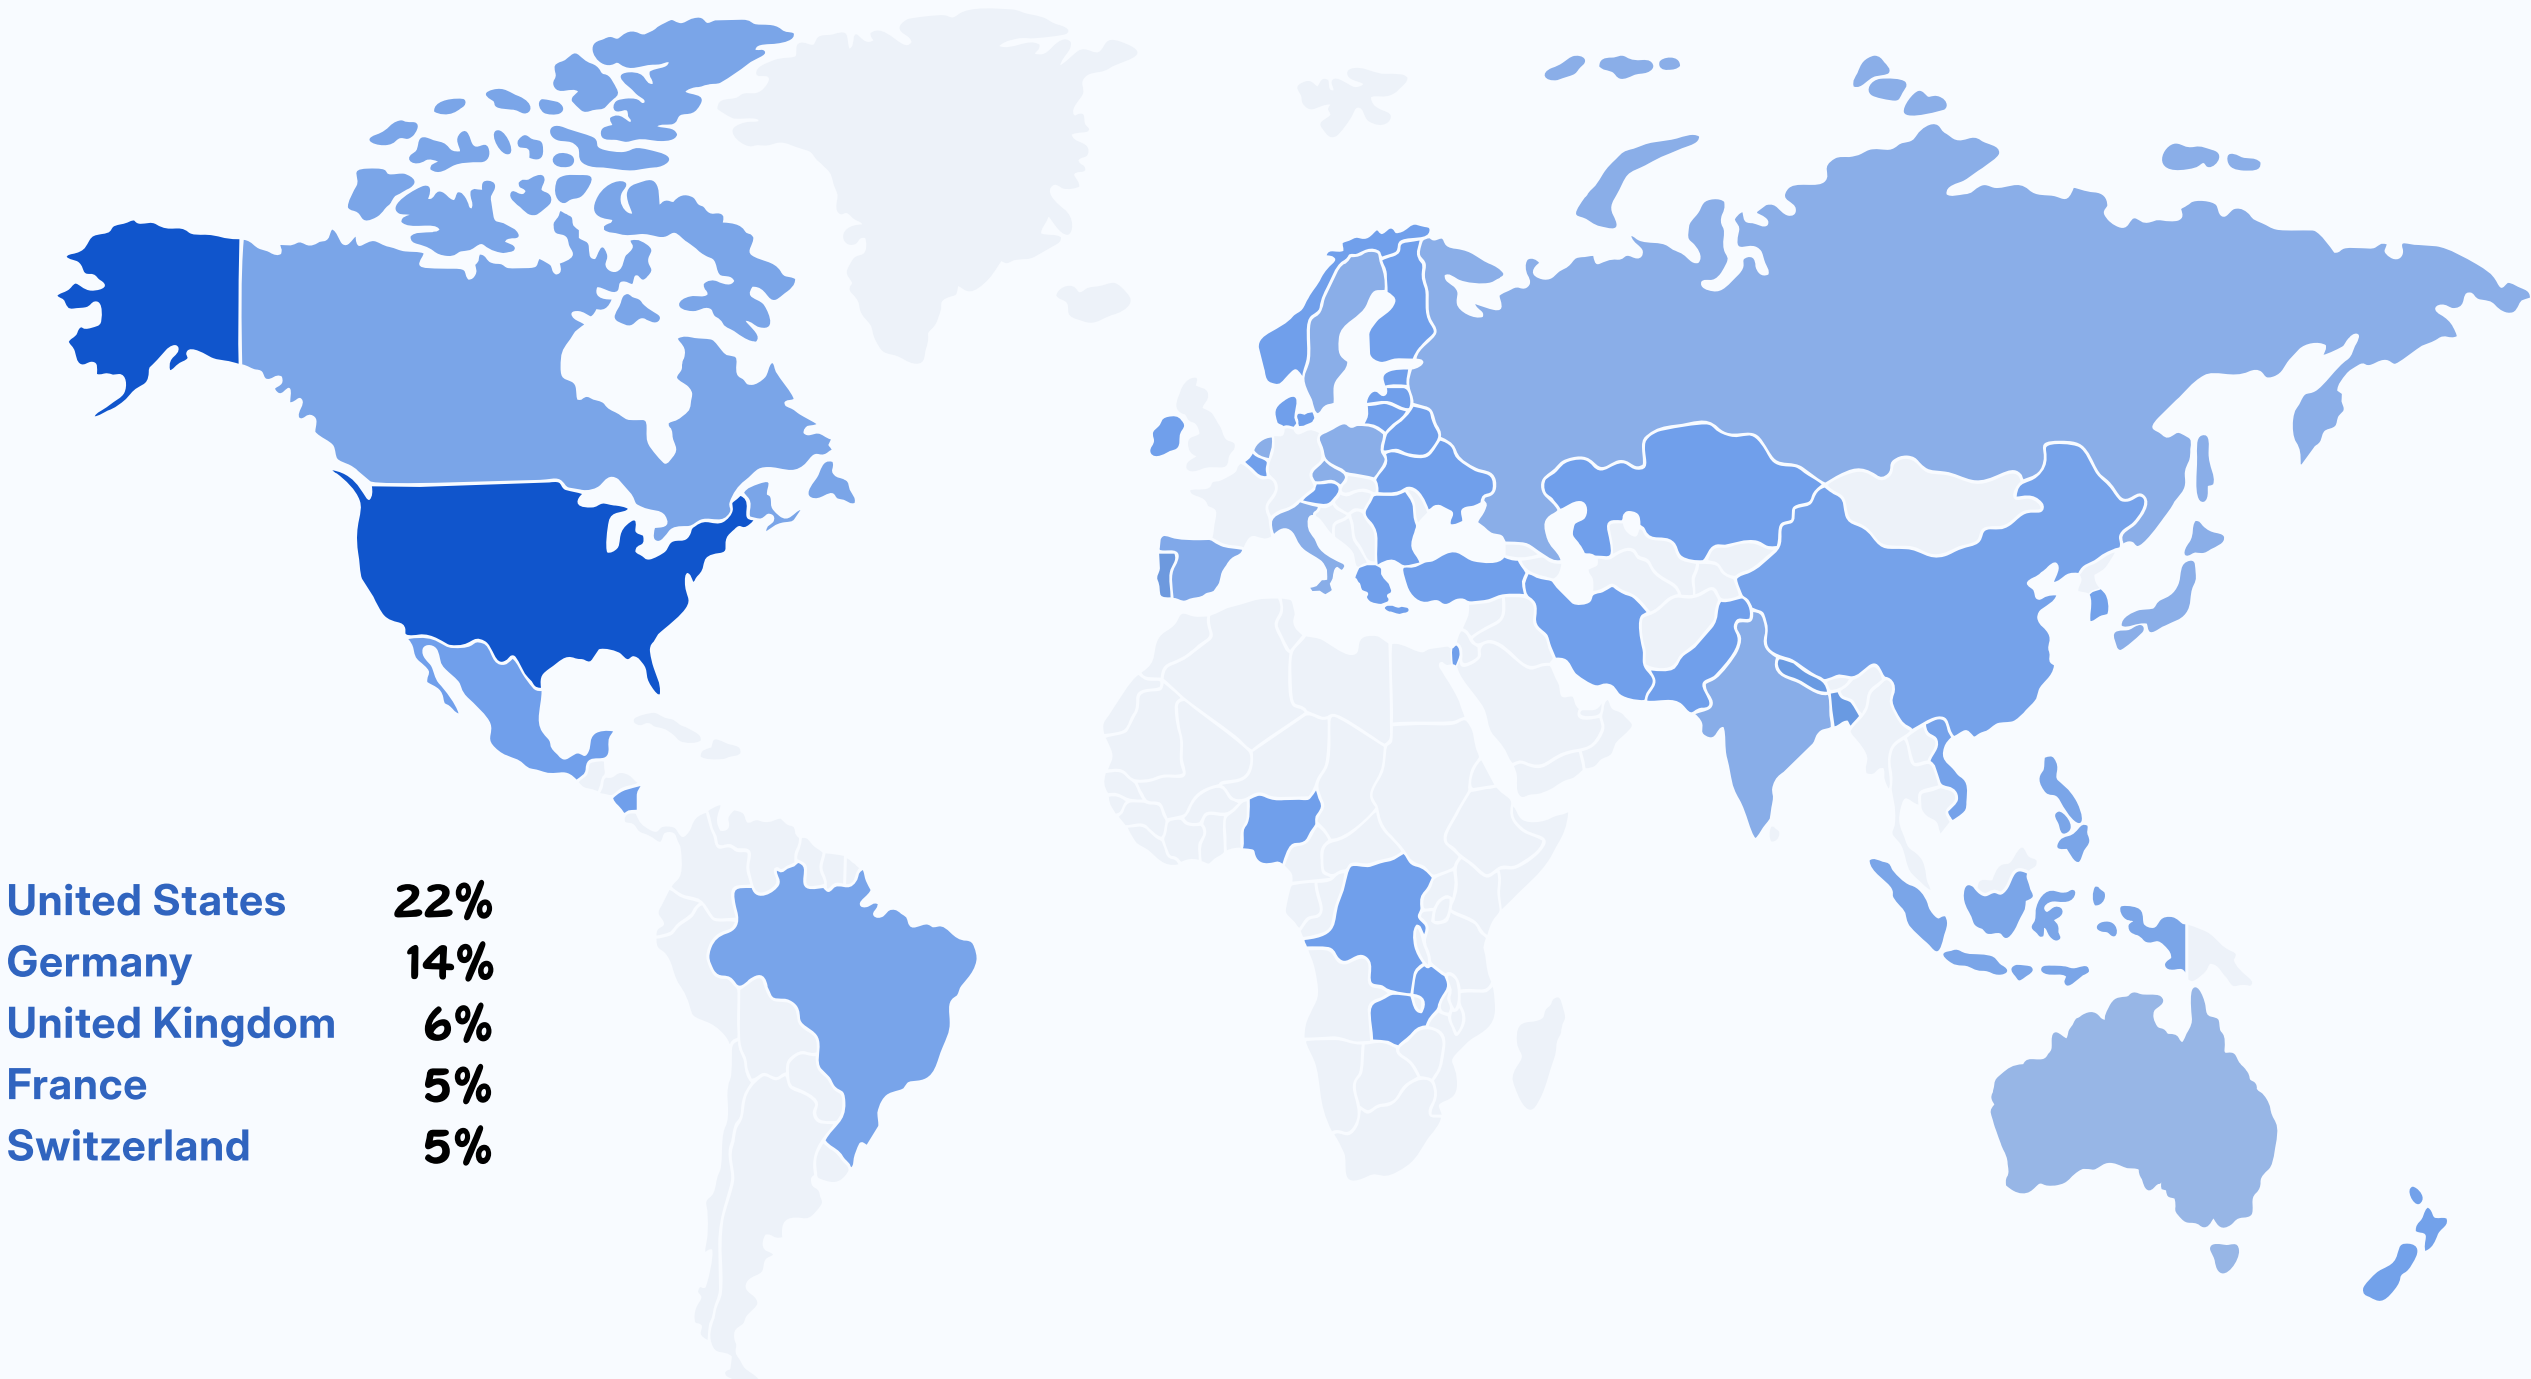 United States 22%
Germany 14%
United Kingdom 6%
France 5%
Switzerland 5%